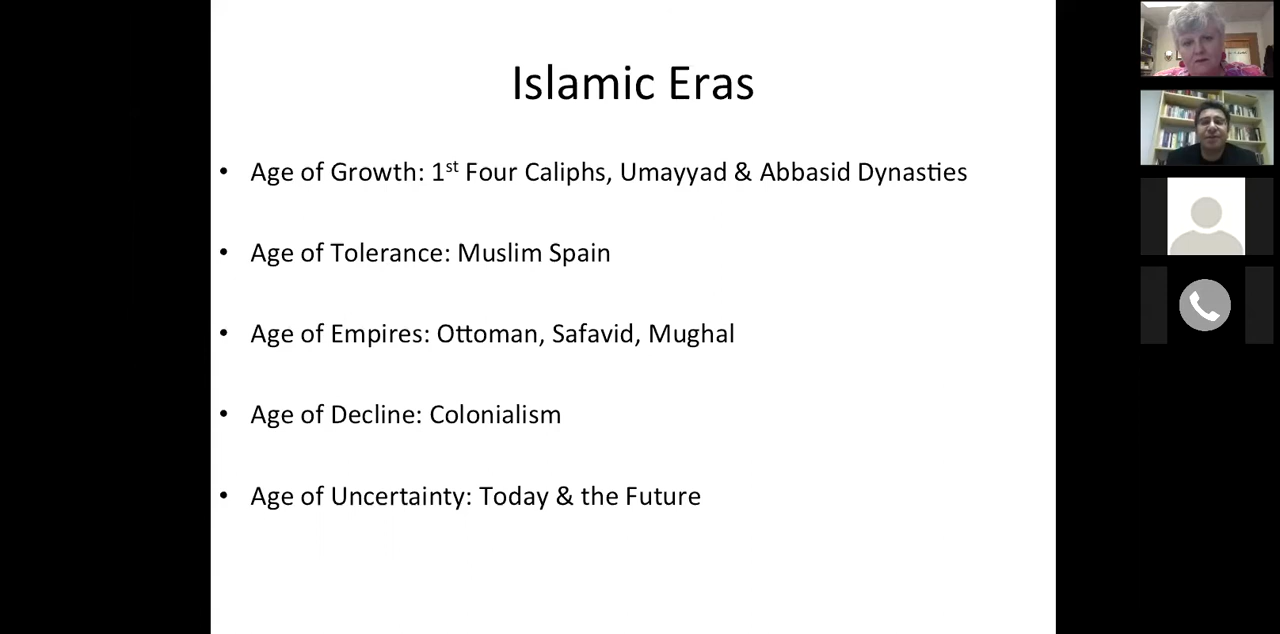 Islamic Eras
• Age of Growth: 1st Four Caliphs, Umayyad & Abbasid Dynasties
• Age of Tolerance: Muslim Spain
• Age of Empires: Ottoman, Safavid, Mughal
• Age of Decline: Colonialism
• Age of Uncertainty: Today & the Future